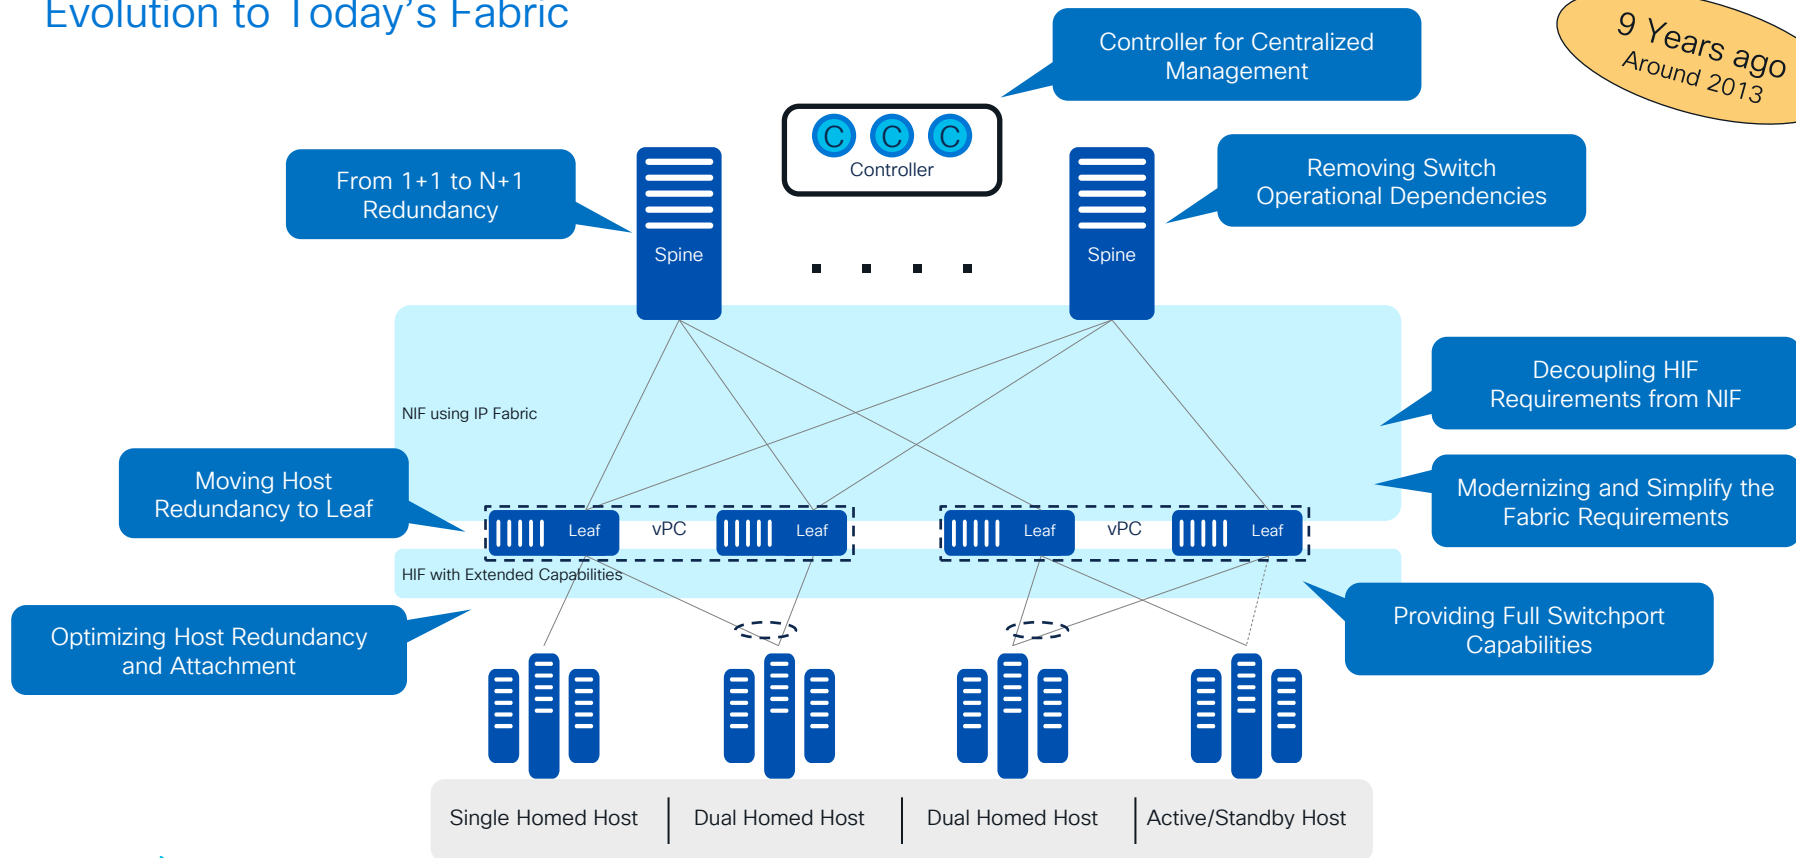 Evolution to Today's Fabric
9 Years ago
Around 2013
Controller for Centralized
Management
C C C
Controller
From 1+1 to N+1
Redundancy
Removing Switch
Operational Dependencies
Spine
Spine
Decoupling HIF
Requirements from NIF
NIF using IP Fabric
Moving Host
Redundancy to Leaf
Modernizing and Simplify the
Fabric Requirements
Leaf vPC Leaf
Leaf vPC Leaf
HIF with Extended Capabilities
Optimizing Host Redundancy
and Attachment
Providing Full Switchport
Capabilities
Single Homed Host
Dual Homed Host
Dual Homed Host
Active/Standby Host